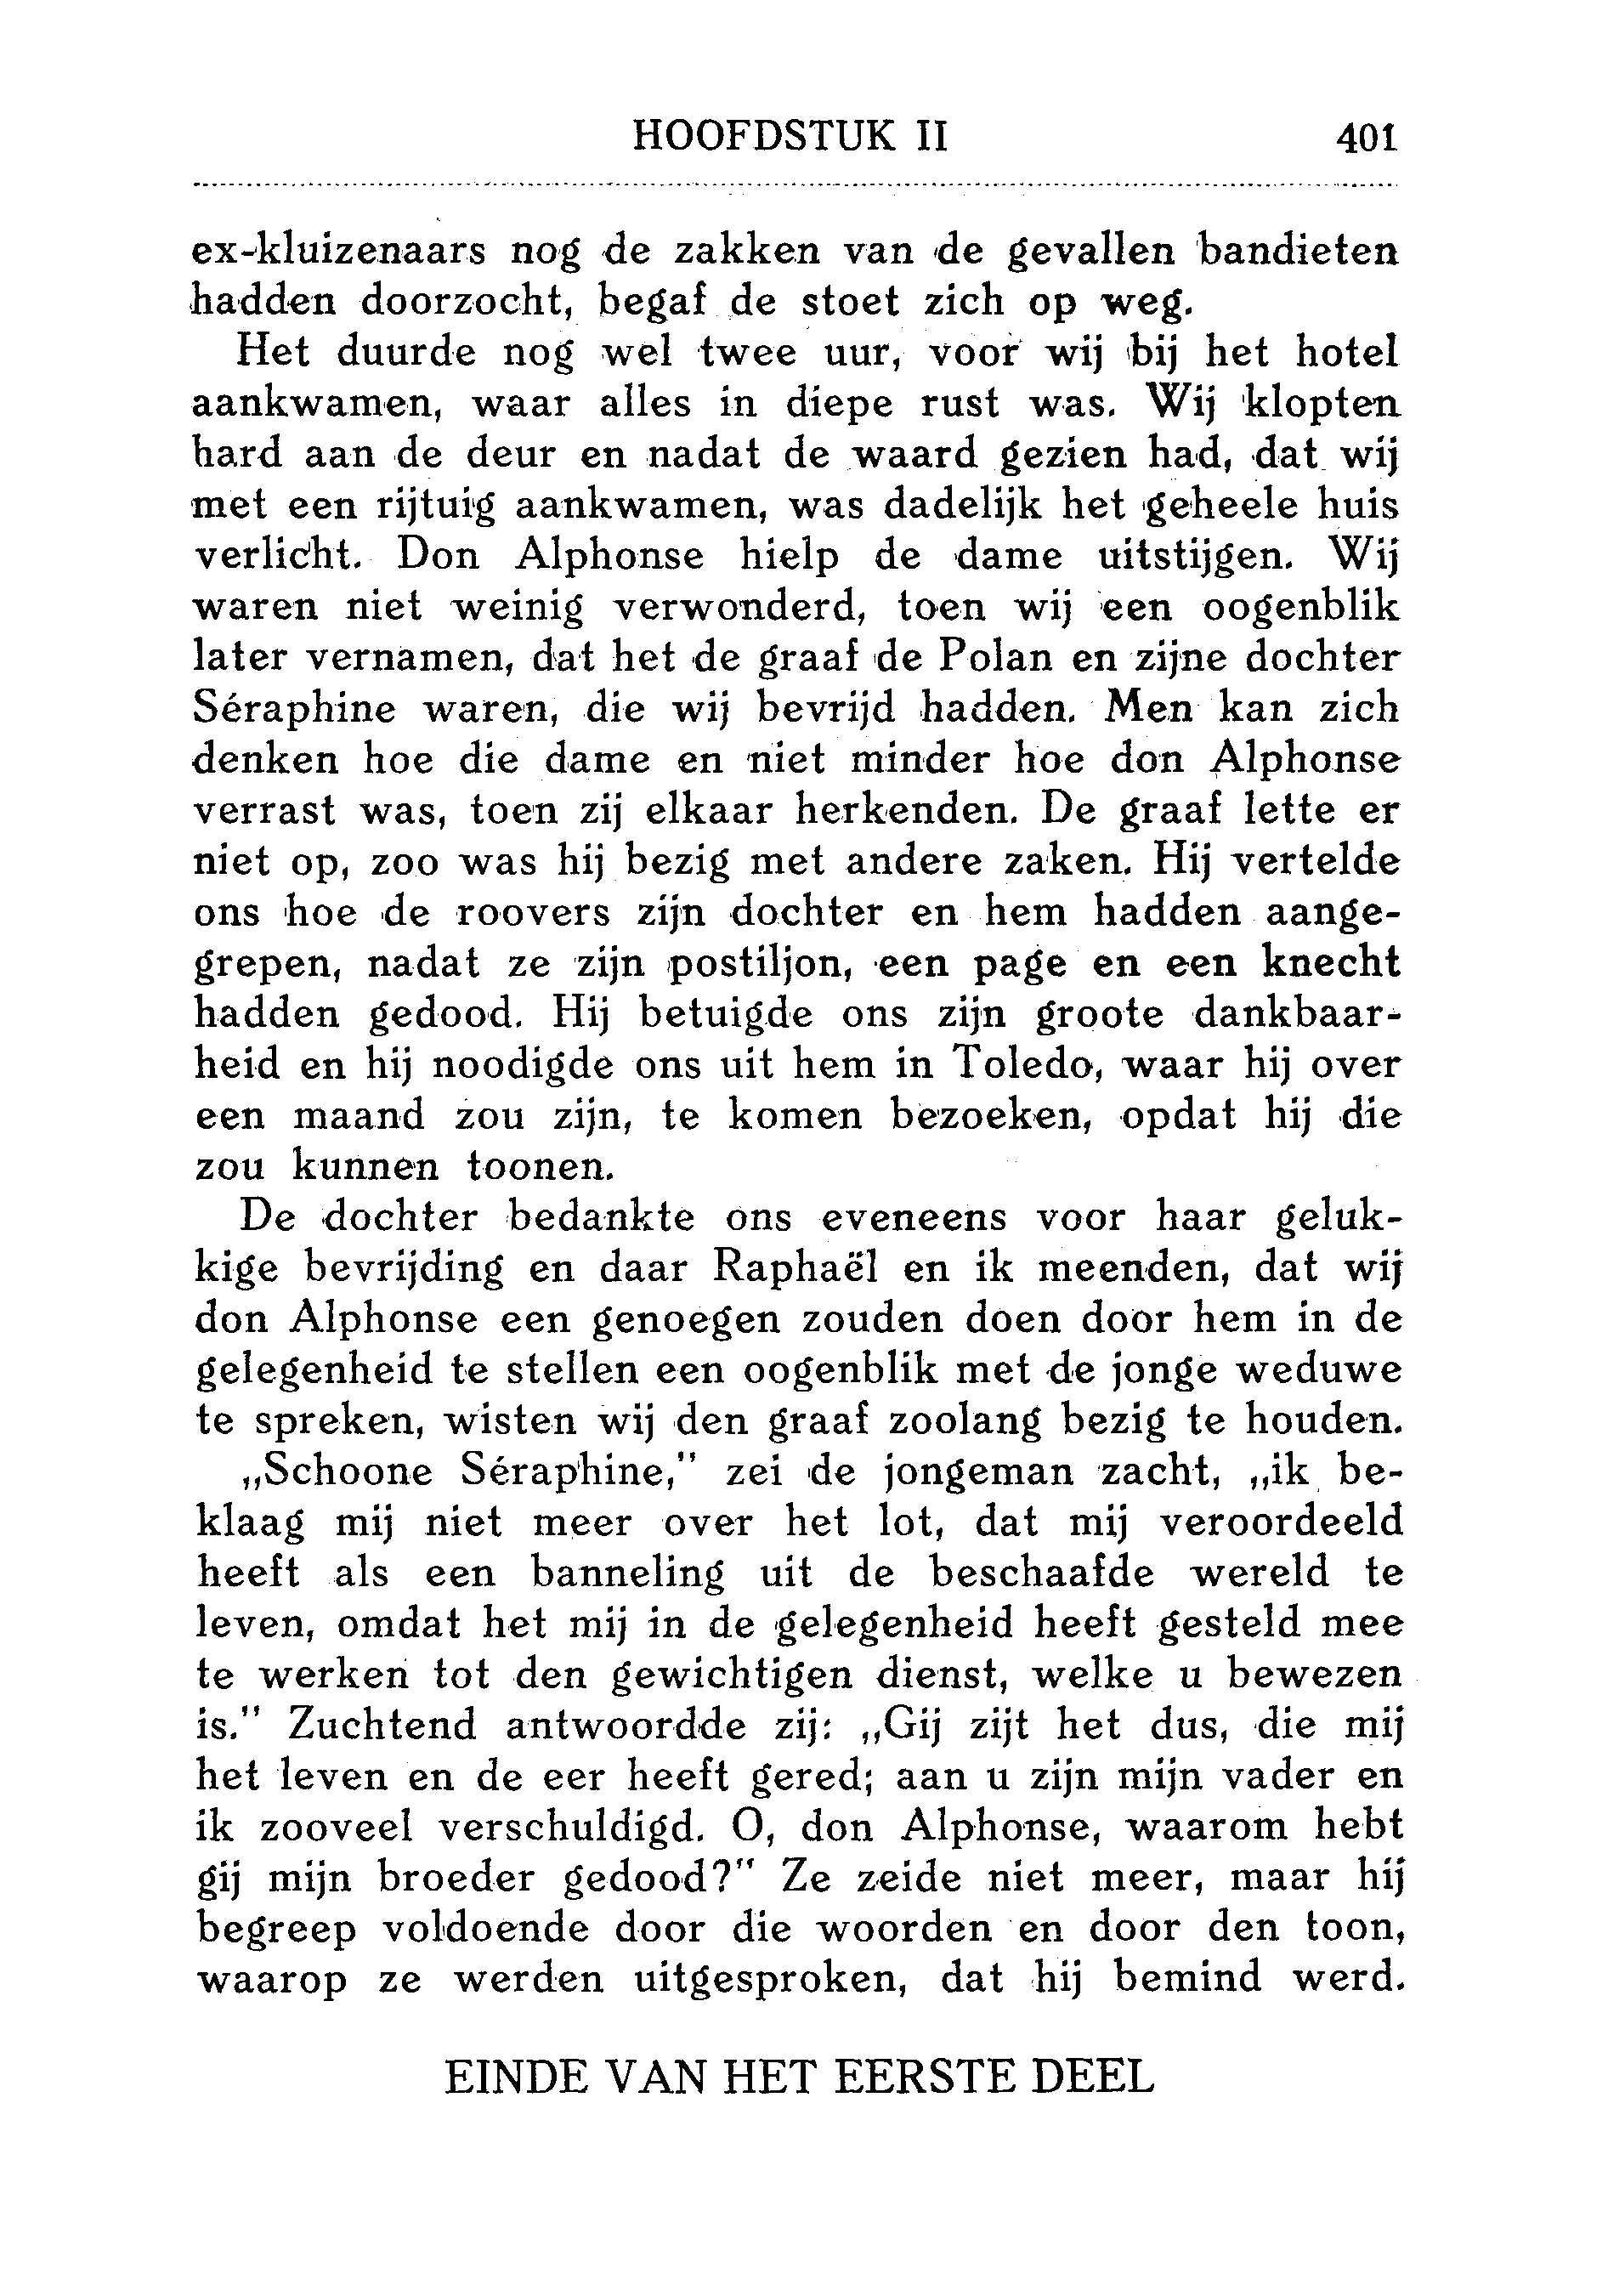 HOOFDSTUK II 401
ex-kluizenaars nog de zakken van de gevallen bandieten
hadden doorzocht, begaf de stoet zich op weg.
Het duurde nog wel twee uur, voor wij bij het hotel
aankwamen, waar alles in diepe rust was. Wij klopten
hard aan de deur en nadat de waard gezien had, dat wij
met een rijtuig aankwamen, was dadelijk het geheele huis
verlicht. Don Alphonse hielp de dame uitstijgen. Wij
waren niet weinig verwonderd, toen wij een oogenblik
later vernamen, dat het de graaf de Polan en zijne dochter
Séraphine waren, die wij bevrijd hadden. Men kan zich
denken hoe die dame en niet minder hoe don Alphonse
verrast was, toen zij elkaar herkenden. De graaf lette er
niet op, zoo was hij bezig met andere zaken. Hij vertelde
ons hoe de roovers zijn dochter en hem hadden aange-
grepen, nadat ze zijn postiljon, een page en een knecht
hadden gedood. Hij betuigde ons zijn groote dankbaar-
heid en hij noodigde ons uit hem in Toledo, waar hij over
een maand zou zijn, te komen bezoeken, opdat hij die
zou kunnen toonen.
De dochter bedankte ons eveneens voor haar geluk-
kige bevrijding en daar Raphaël en ik meenden, dat wij
don Alphonse een genoegen zouden doen door hem in de
gelegenheid te stellen een oogenblik met de jonge weduwe
te spreken, wisten wij den graaf zoolang bezig te houden.
„Schoone Séraphine,” zei de jongeman zacht, „ik be-
klaag mij niet meer over het lot, dat mij veroordeeld
heeft als een banneling uit de beschaafde wereld te
leven, omdat het mij in de gelegenheid heeft gesteld mee
te werken tot den gewichtigen dienst, welke u bewezen
is.” Zuchtend antwoordde zij: „Gij zijt het dus, die mij
het leven en de eer heeft gered; aan u zijn mijn vader en
ik zooveel verschuldigd. O, don Alphonse, waarom hebt
gij mijn broeder gedood?” Ze zeide niet meer, maar hij
begreep voldoende door die woorden en door den toon,
waarop ze werden uitgesproken, dat hij bemind werd.
EINDE VAN HET EERSTE DEEL